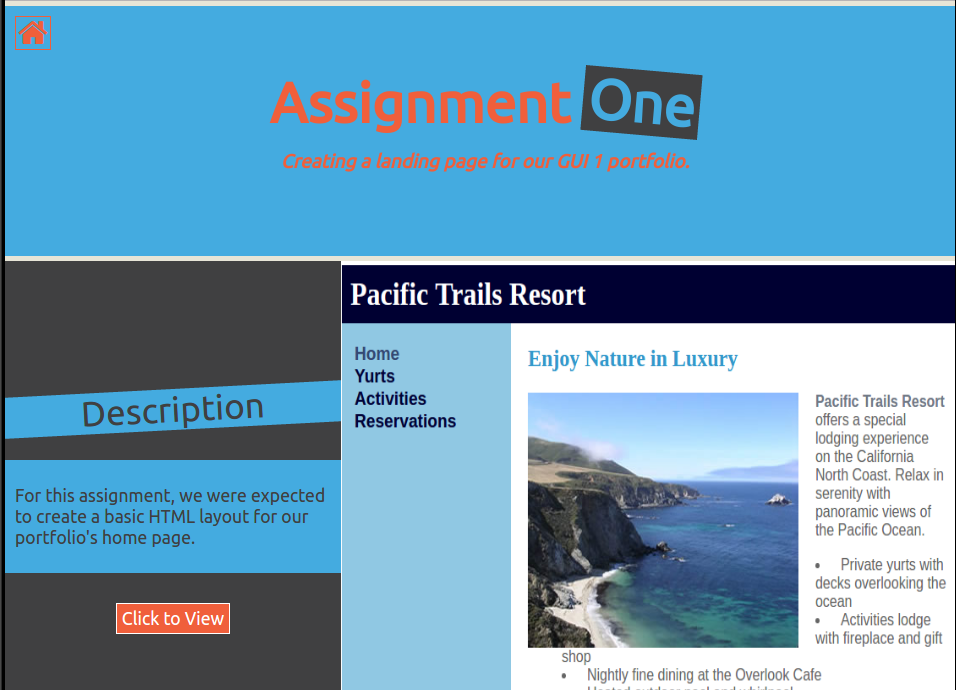 Assignment One
Creating a landing page for our GUI 1 portfolio.
Description
For this assignment, we were expected
to create a basic HTML layout for our
portfolio's home page.
Click to View
Pacific Trails Resort
Home
Yurts
Activities
Reservations
Enjoy Nature in Luxury
Pacific Trails Resort
offers a special
lodging experience
on the California
North Coast. Relax in
serenity with
panoramic views of
the Pacific Ocean.
• Private yurts with
decks overlooking the
ocean
• Activities lodge
with fireplace and gift
shop
• Nightly fine dining at the Overlook Cafe